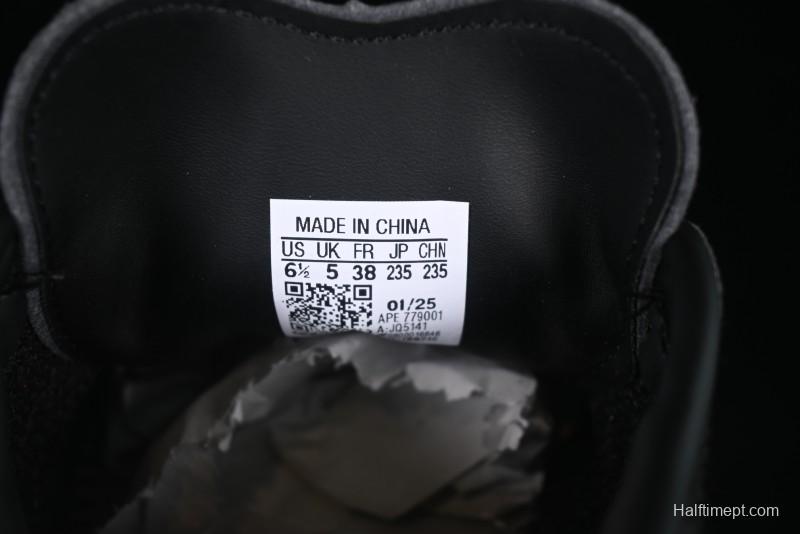 MADE IN CHINA
US UK FR JP CHN
6½ 5 38 235 235
01/25
APE 779001
A:JQ5141
Halftimept.com